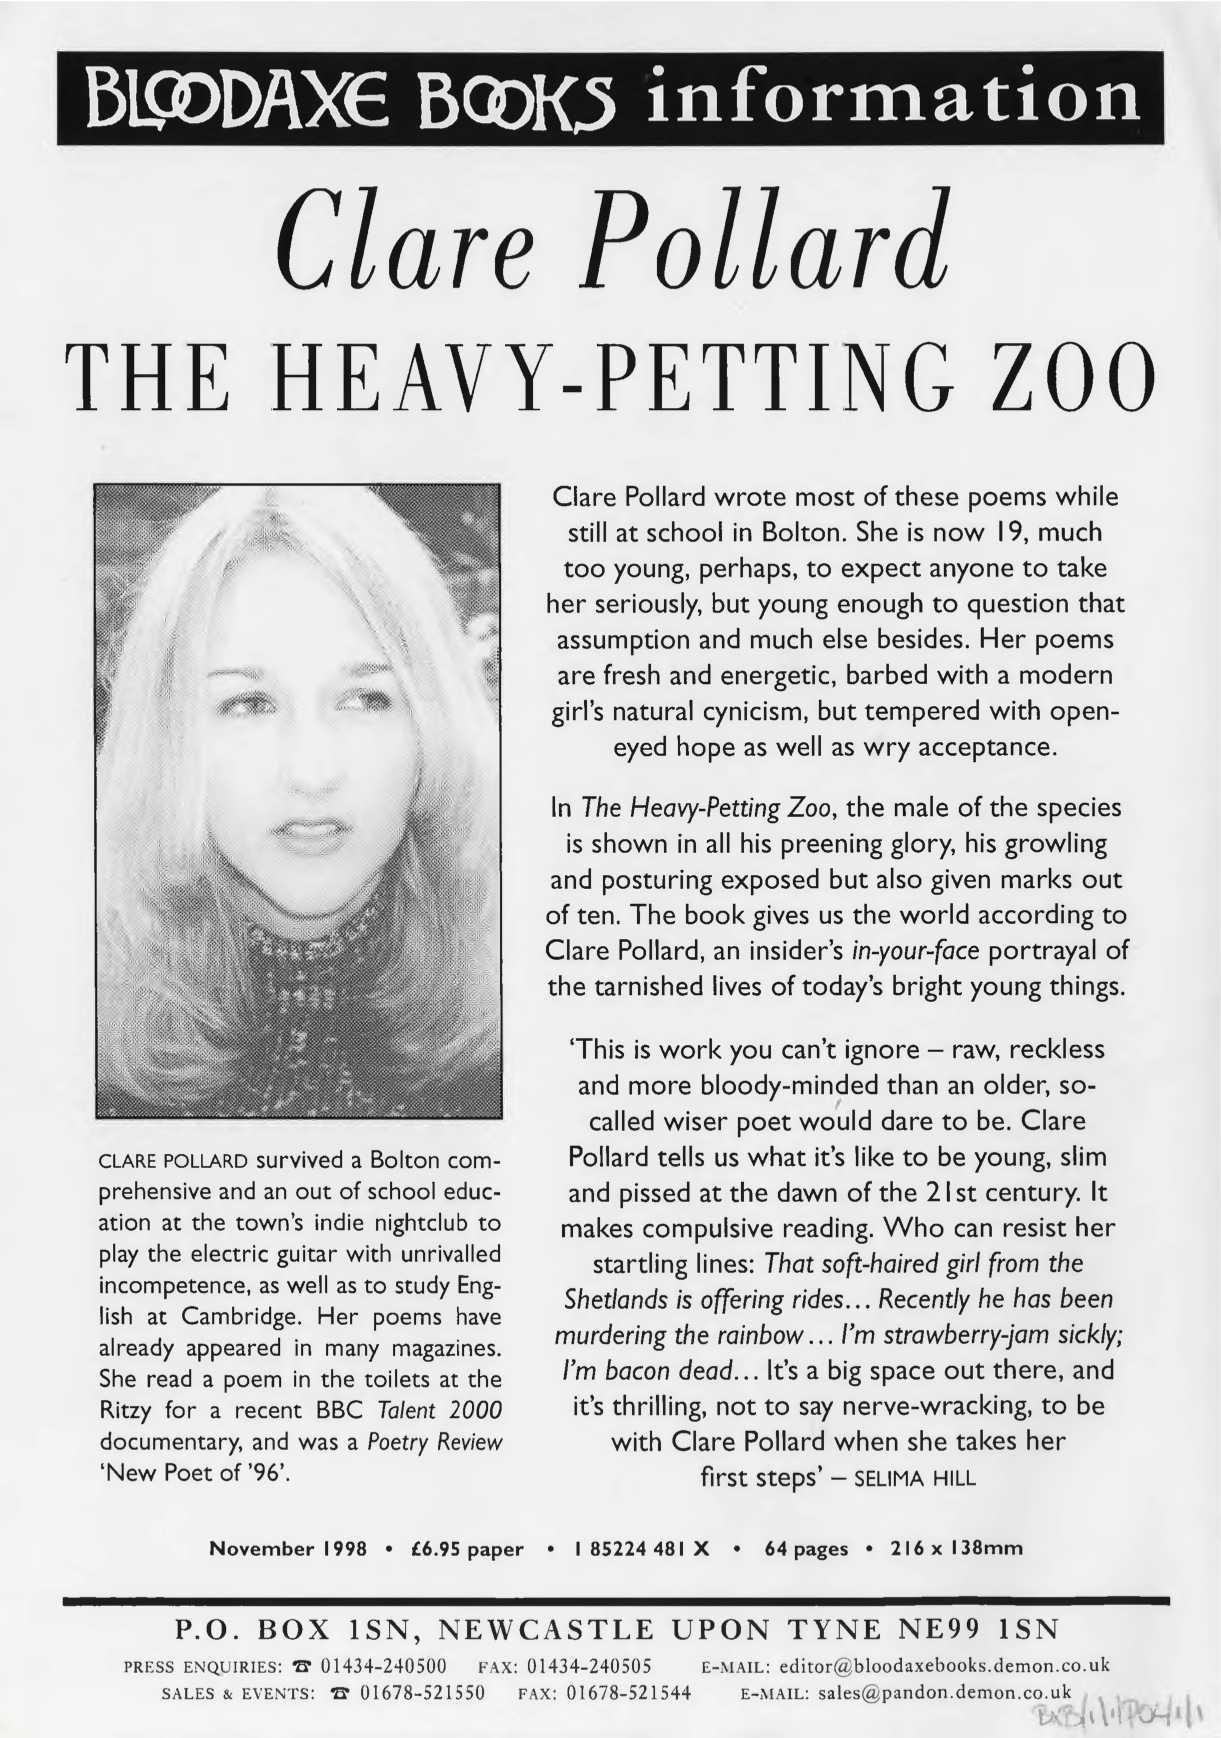 BLOODAXE BOOKS information
Clare Pollard
THE HEAVY-PETTING ZOO
Clare Pollard wrote most of these poems while
still at school in Bolton. She is now 19, much
too young, perhaps, to expect anyone to take
her seriously, but young enough to question that
assumption and much else besides. Her poems
are fresh and energetic, barbed with a modern
girl's natural cynicism, but tempered with open-
eyed hope as well as wry acceptance.
In The Heavy-Petting Zoo, the male of the species
is shown in all his preening glory, his growling
and posturing exposed but also given marks out
of ten. The book gives us the world according to
Clare Pollard, an insider's in-your-face portrayal of
the tarnished lives of today's bright young things.
'This is work you can't ignore – raw, reckless
and more bloody-minded than an older, so-
called wiser poet would dare to be. Clare
Pollard tells us what it's like to be young, slim
and pissed at the dawn of the 21st century. It
makes compulsive reading. Who can resist her
startling lines: That soft-haired girl from the
Shetlands is offering rides... Recently he has been
murdering the rainbow... I'm strawberry-jam sickly;
I'm bacon dead... It's a big space out there, and
it's thrilling, not to say nerve-wracking, to be
with Clare Pollard when she takes her
first steps' – SELIMA HILL
CLARE POLLARD survived a Bolton com-
prehensive and an out of school educ-
ation at the town's indie nightclub to
play the electric guitar with unrivalled
incompetence, as well as to study Eng-
lish at Cambridge. Her poems have
already appeared in many magazines.
She read a poem in the toilets at the
Ritzy for a recent BBC Talent 2000
documentary, and was a Poetry Review
'New Poet of '96'.
November 1998 • £6.95 paper • 1 85224 481 X • 64 pages • 216 x 138mm
P.O. BOX 1SN, NEWCASTLE UPON TYNE NE99 1SN
PRESS ENQUIRIES: ☎ 01434-240500 FAX: 01434-240505 E-MAIL: editor@bloodaxebooks.demon.co.uk
SALES & EVENTS: ☎ 01678-521550 FAX: 01678-521544 E-MAIL: sales@pandon.demon.co.uk
BXB/1/1/PO4/1/1